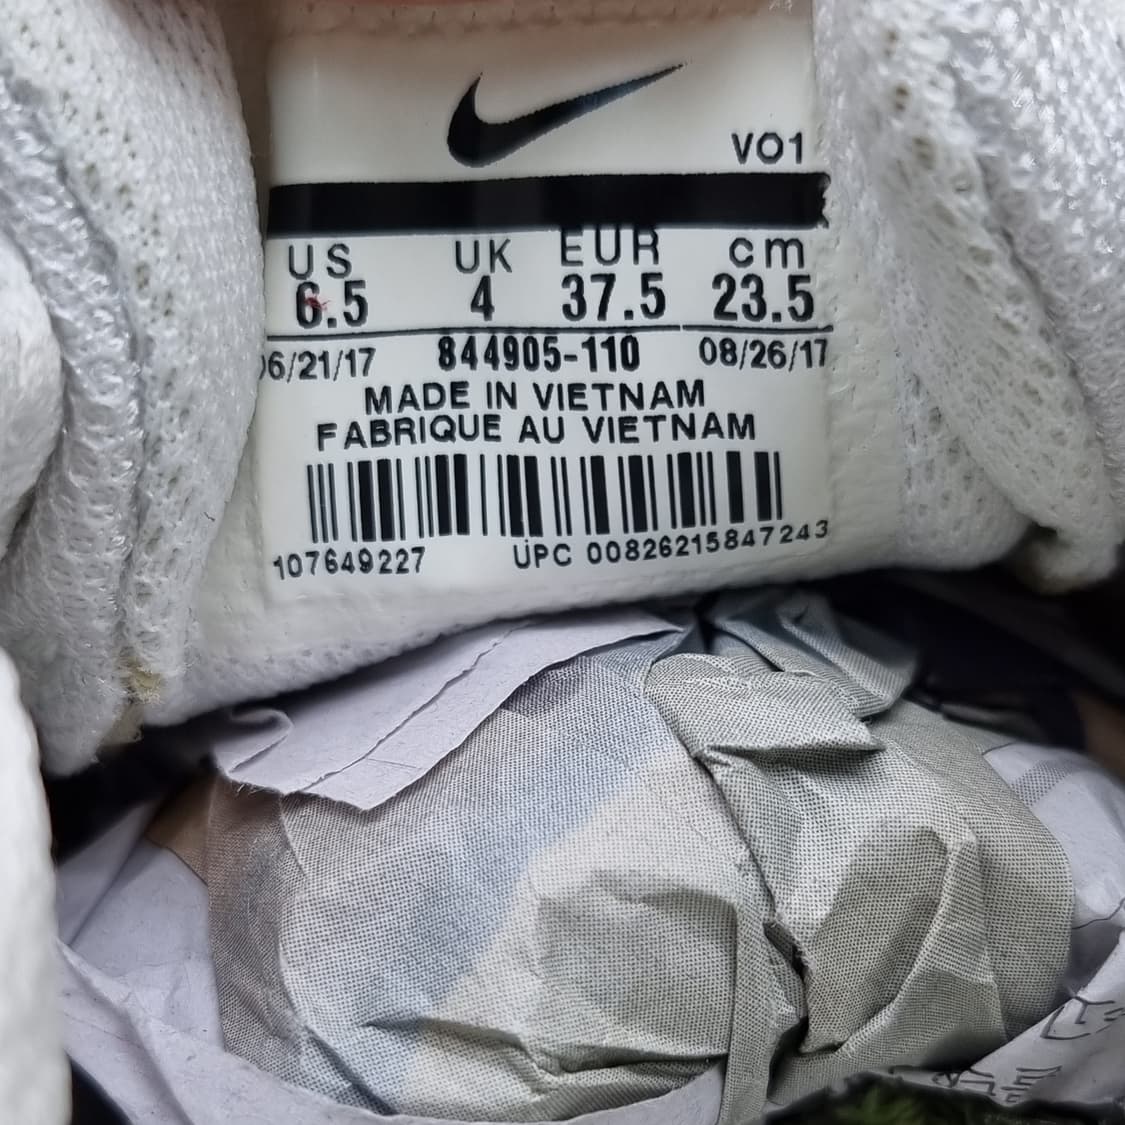 VO1
US UK EUR cm
6.5 4 37.5 23.5
06/21/17 844905-110 08/26/17
MADE IN VIETNAM
FABRIQUE AU VIETNAM
107649227 UPC 00826215847243